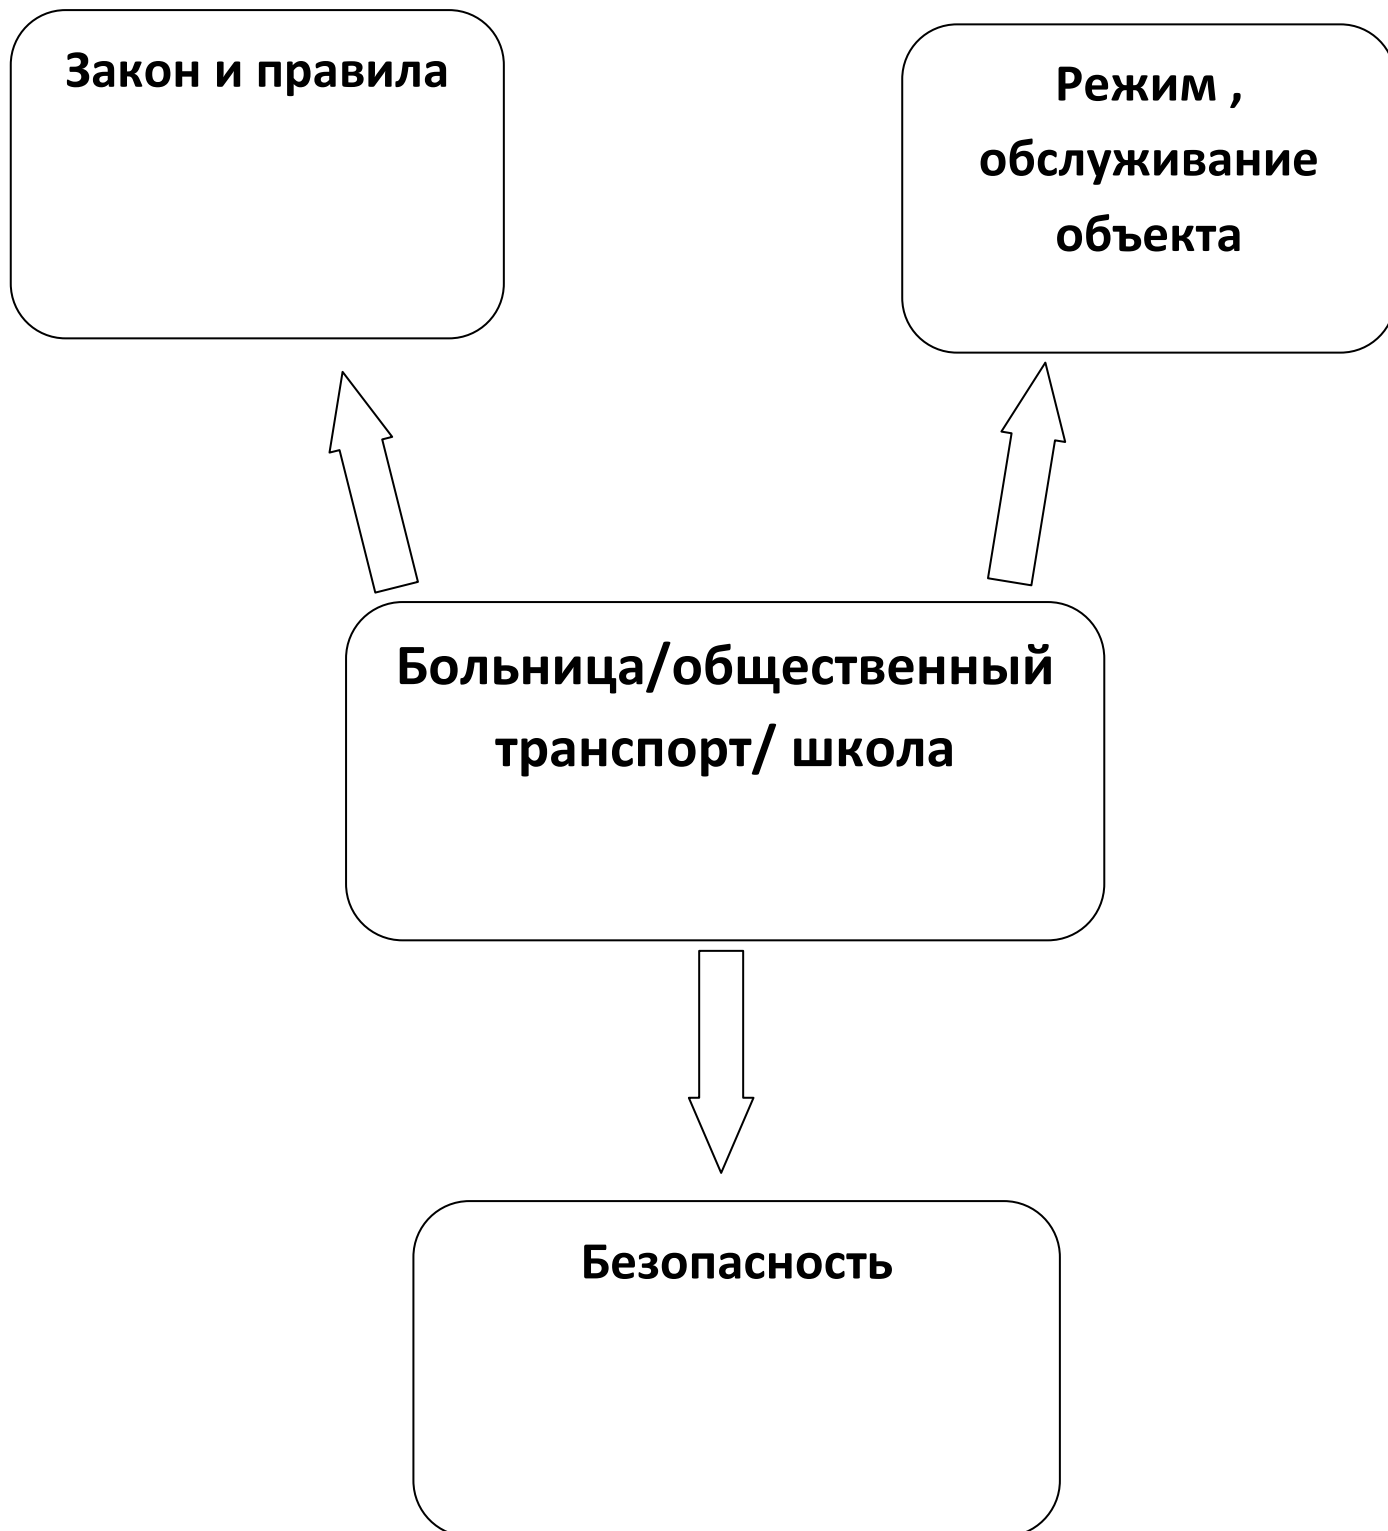 Закон и правила
Режим ,
обслуживание
объекта
Больница/общественный
транспорт/ школа
Безопасность